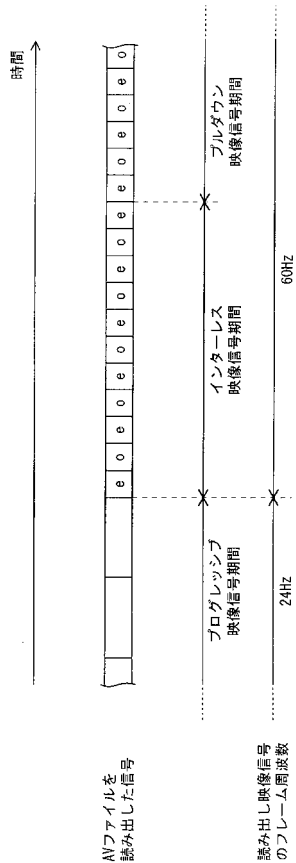 時間
AVファイルを
読み出した信号
e o e o e o e o e o e e o e o e o
プログレッシブ
映像信号期間
インターレス
映像信号期間
プルダウン
映像信号期間
読み出し映像信号
のフレーム周波数
24Hz
60Hz